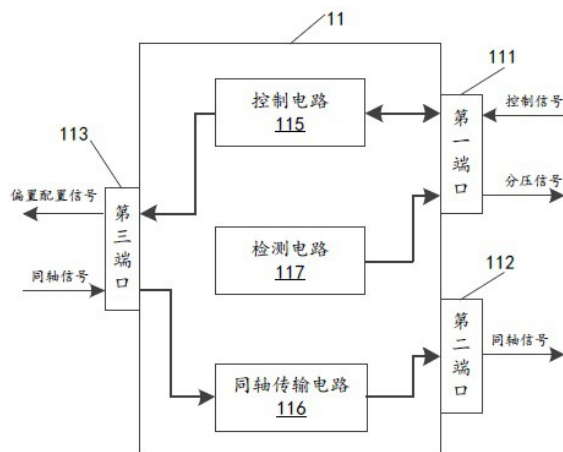 11
111
控制电路
115
控制信号
第一端口
分压信号
113
偏置配置信号
第三端口
同轴信号
检测电路
117
112
第二端口
同轴信号
同轴传输电路
116